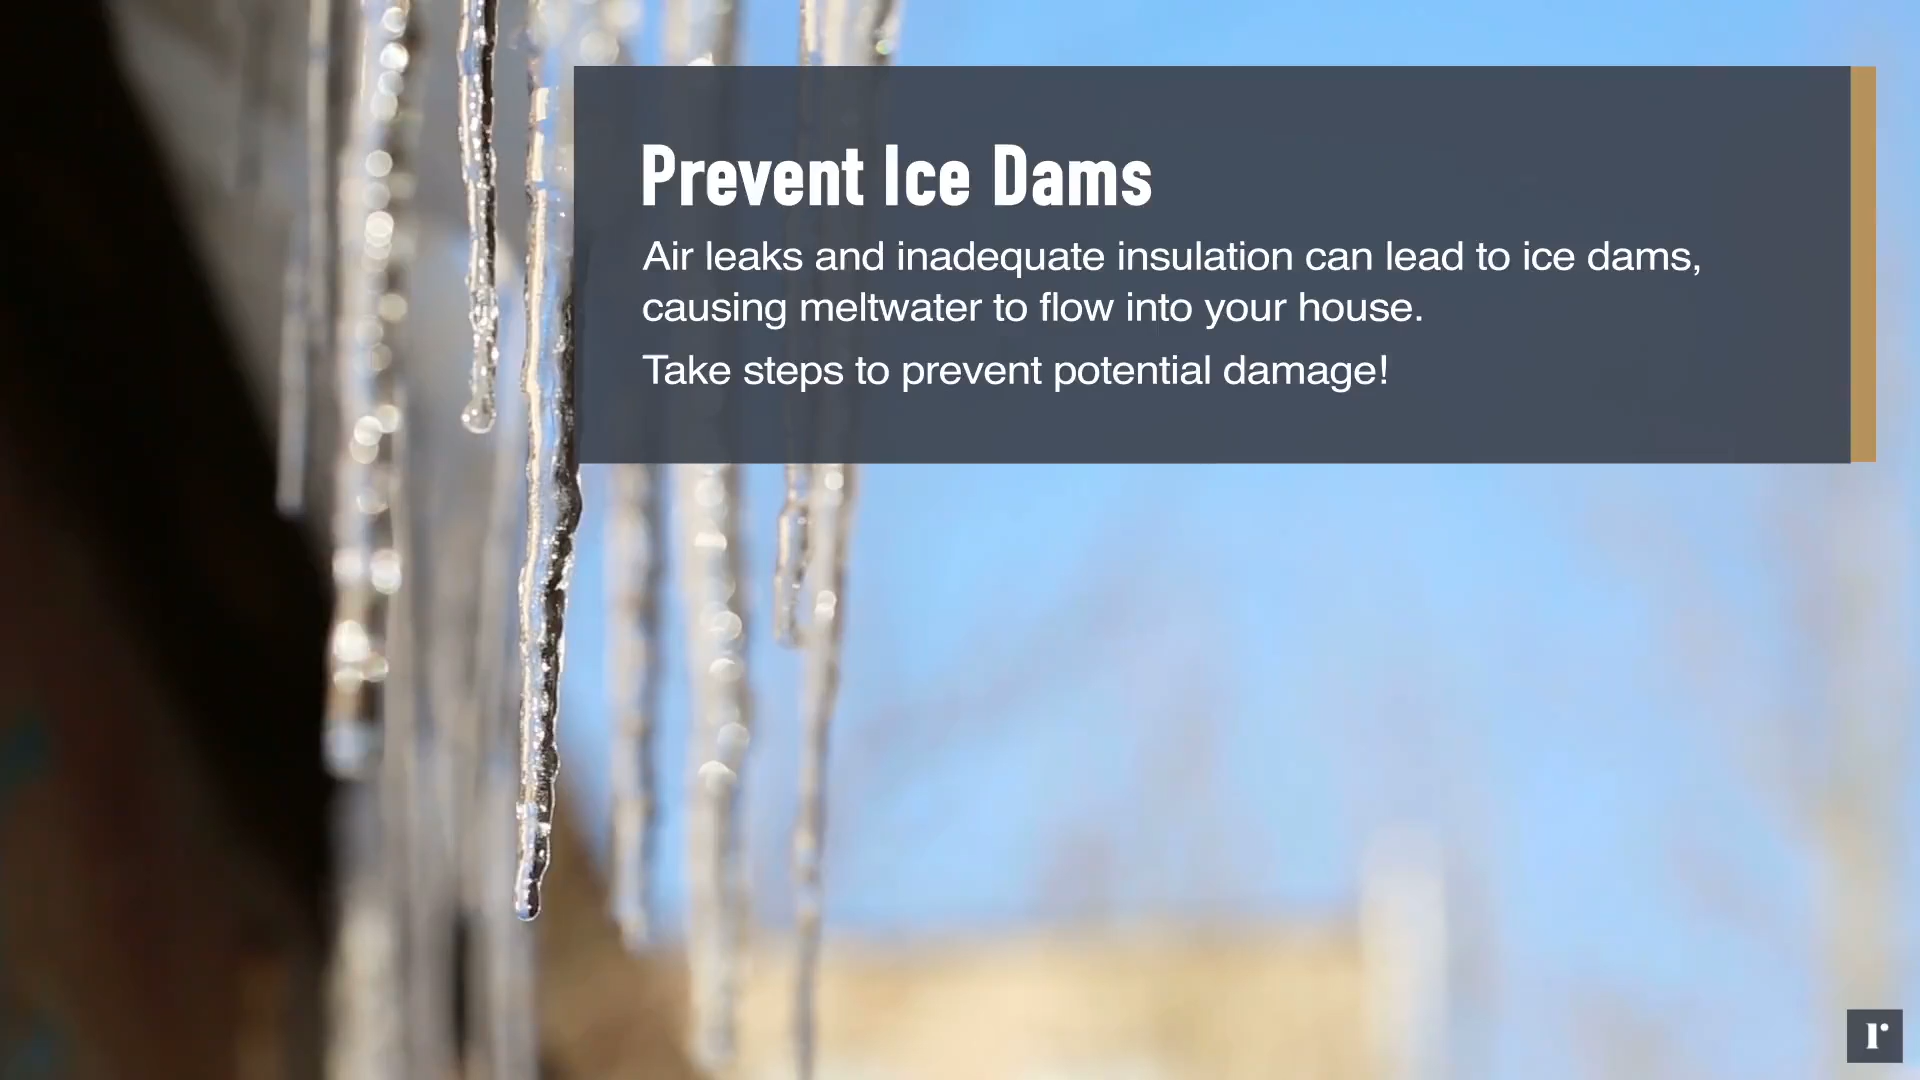 Prevent Ice Dams
Air leaks and inadequate insulation can lead to ice dams,
causing meltwater to flow into your house.
Take steps to prevent potential damage!
r